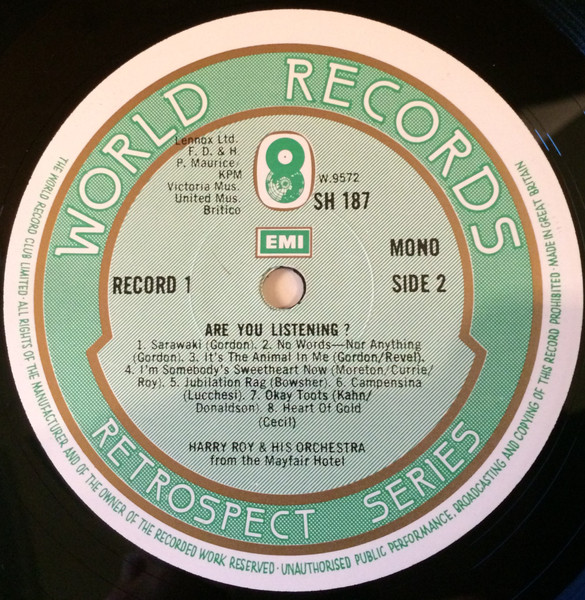 WORLD RECORDS
Lennox Ltd.
F. D. & H.
P. Maurice/
KPM
Victoria Mus.
United Mus.
Britico
W.9572
SH 187
EMI
MONO
RECORD 1
SIDE 2
ARE YOU LISTENING ?
1. Sarawaki (Gordon). 2. No Words—Nor Anything
(Gordon). 3. It's The Animal In Me (Gordon/Revel).
4. I'm Somebody's Sweetheart Now (Moreton/Currie/
Roy). 5. Jubilation Rag (Bowsher). 6. Campensina
(Lucchesi). 7. Okay Toots (Kahn/
Donaldson). 8. Heart Of Gold
(Cecil)
HARRY ROY & HIS ORCHESTRA
from the Mayfair Hotel
RETROSPECT SERIES
THE WORLD RECORD CLUB LIMITED · ALL RIGHTS OF THE MANUFACTURER AND OF THE OWNER OF THE RECORDED WORK RESERVED · UNAUTHORISED PUBLIC PERFORMANCE, BROADCASTING AND COPYING OF THIS RECORD PROHIBITED · MADE IN GREAT BRITAIN